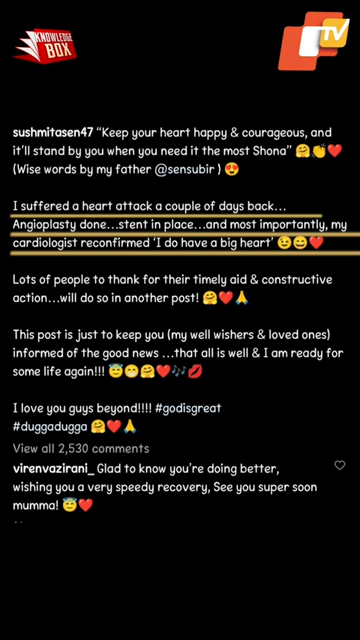 KNOWLEDGE
BOX
TV
sushmitasen47 “Keep your heart happy & courageous, and
it’ll stand by you when you need it the most Shona” 🤗👏❤️
(Wise words by my father @sensubir ) 😍
I suffered a heart attack a couple of days back...
Angioplasty done...stent in place...and most importantly, my
cardiologist reconfirmed ‘I do have a big heart’ 😉😄❤️
Lots of people to thank for their timely aid & constructive
action...will do so in another post! 🤗❤️🙏
This post is just to keep you (my well wishers & loved ones)
informed of the good news ...that all is well & I am ready for
some life again!!! 😇😁🤗❤️🎶💋
I love you guys beyond!!!! #godisgreat
#duggadugga 🤗❤️🙏
View all 2,530 comments
virenvazirani_ Glad to know you’re doing better,
wishing you a very speedy recovery, See you super soon
mumma! 😇❤️